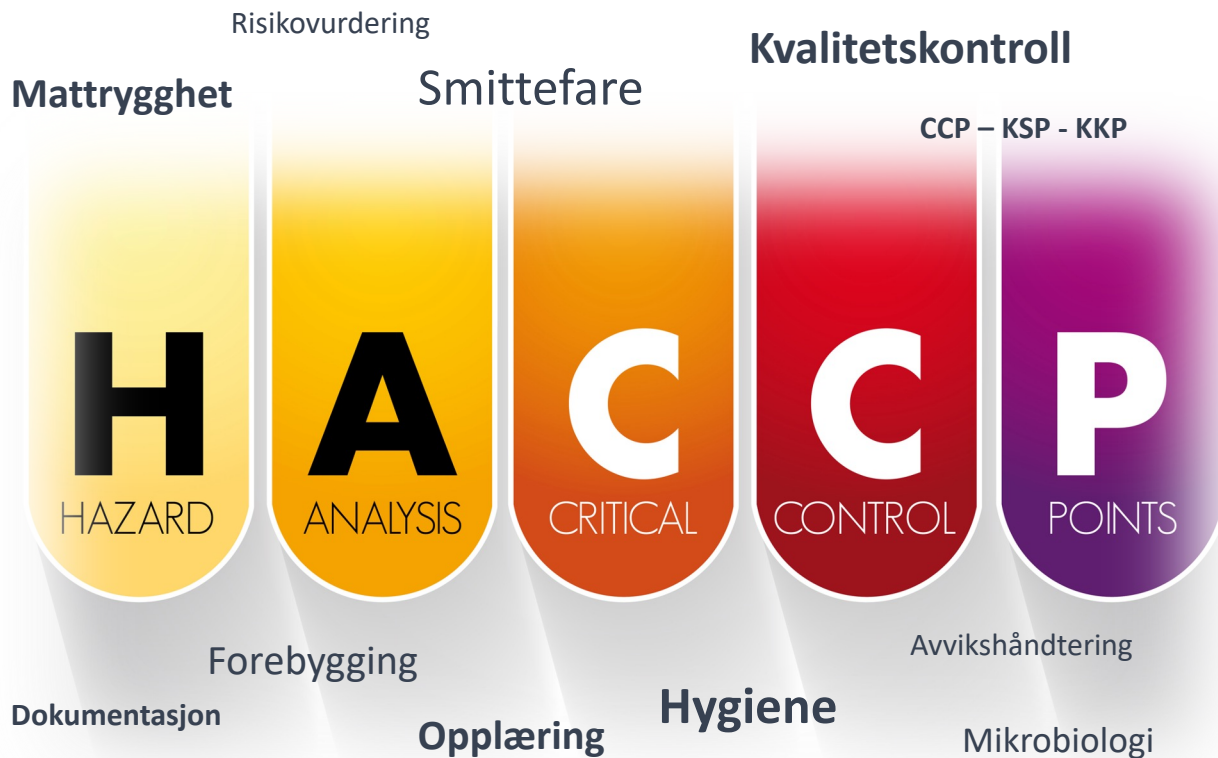 Risikovurdering
Kvalitetskontroll
Mattrygghet
Smittefare
CCP – KSP - KKP
H A C C P
HAZARD ANALYSIS CRITICAL CONTROL POINTS
Forebygging
Avvikshåndtering
Dokumentasjon
Hygiene
Opplæring
Mikrobiologi